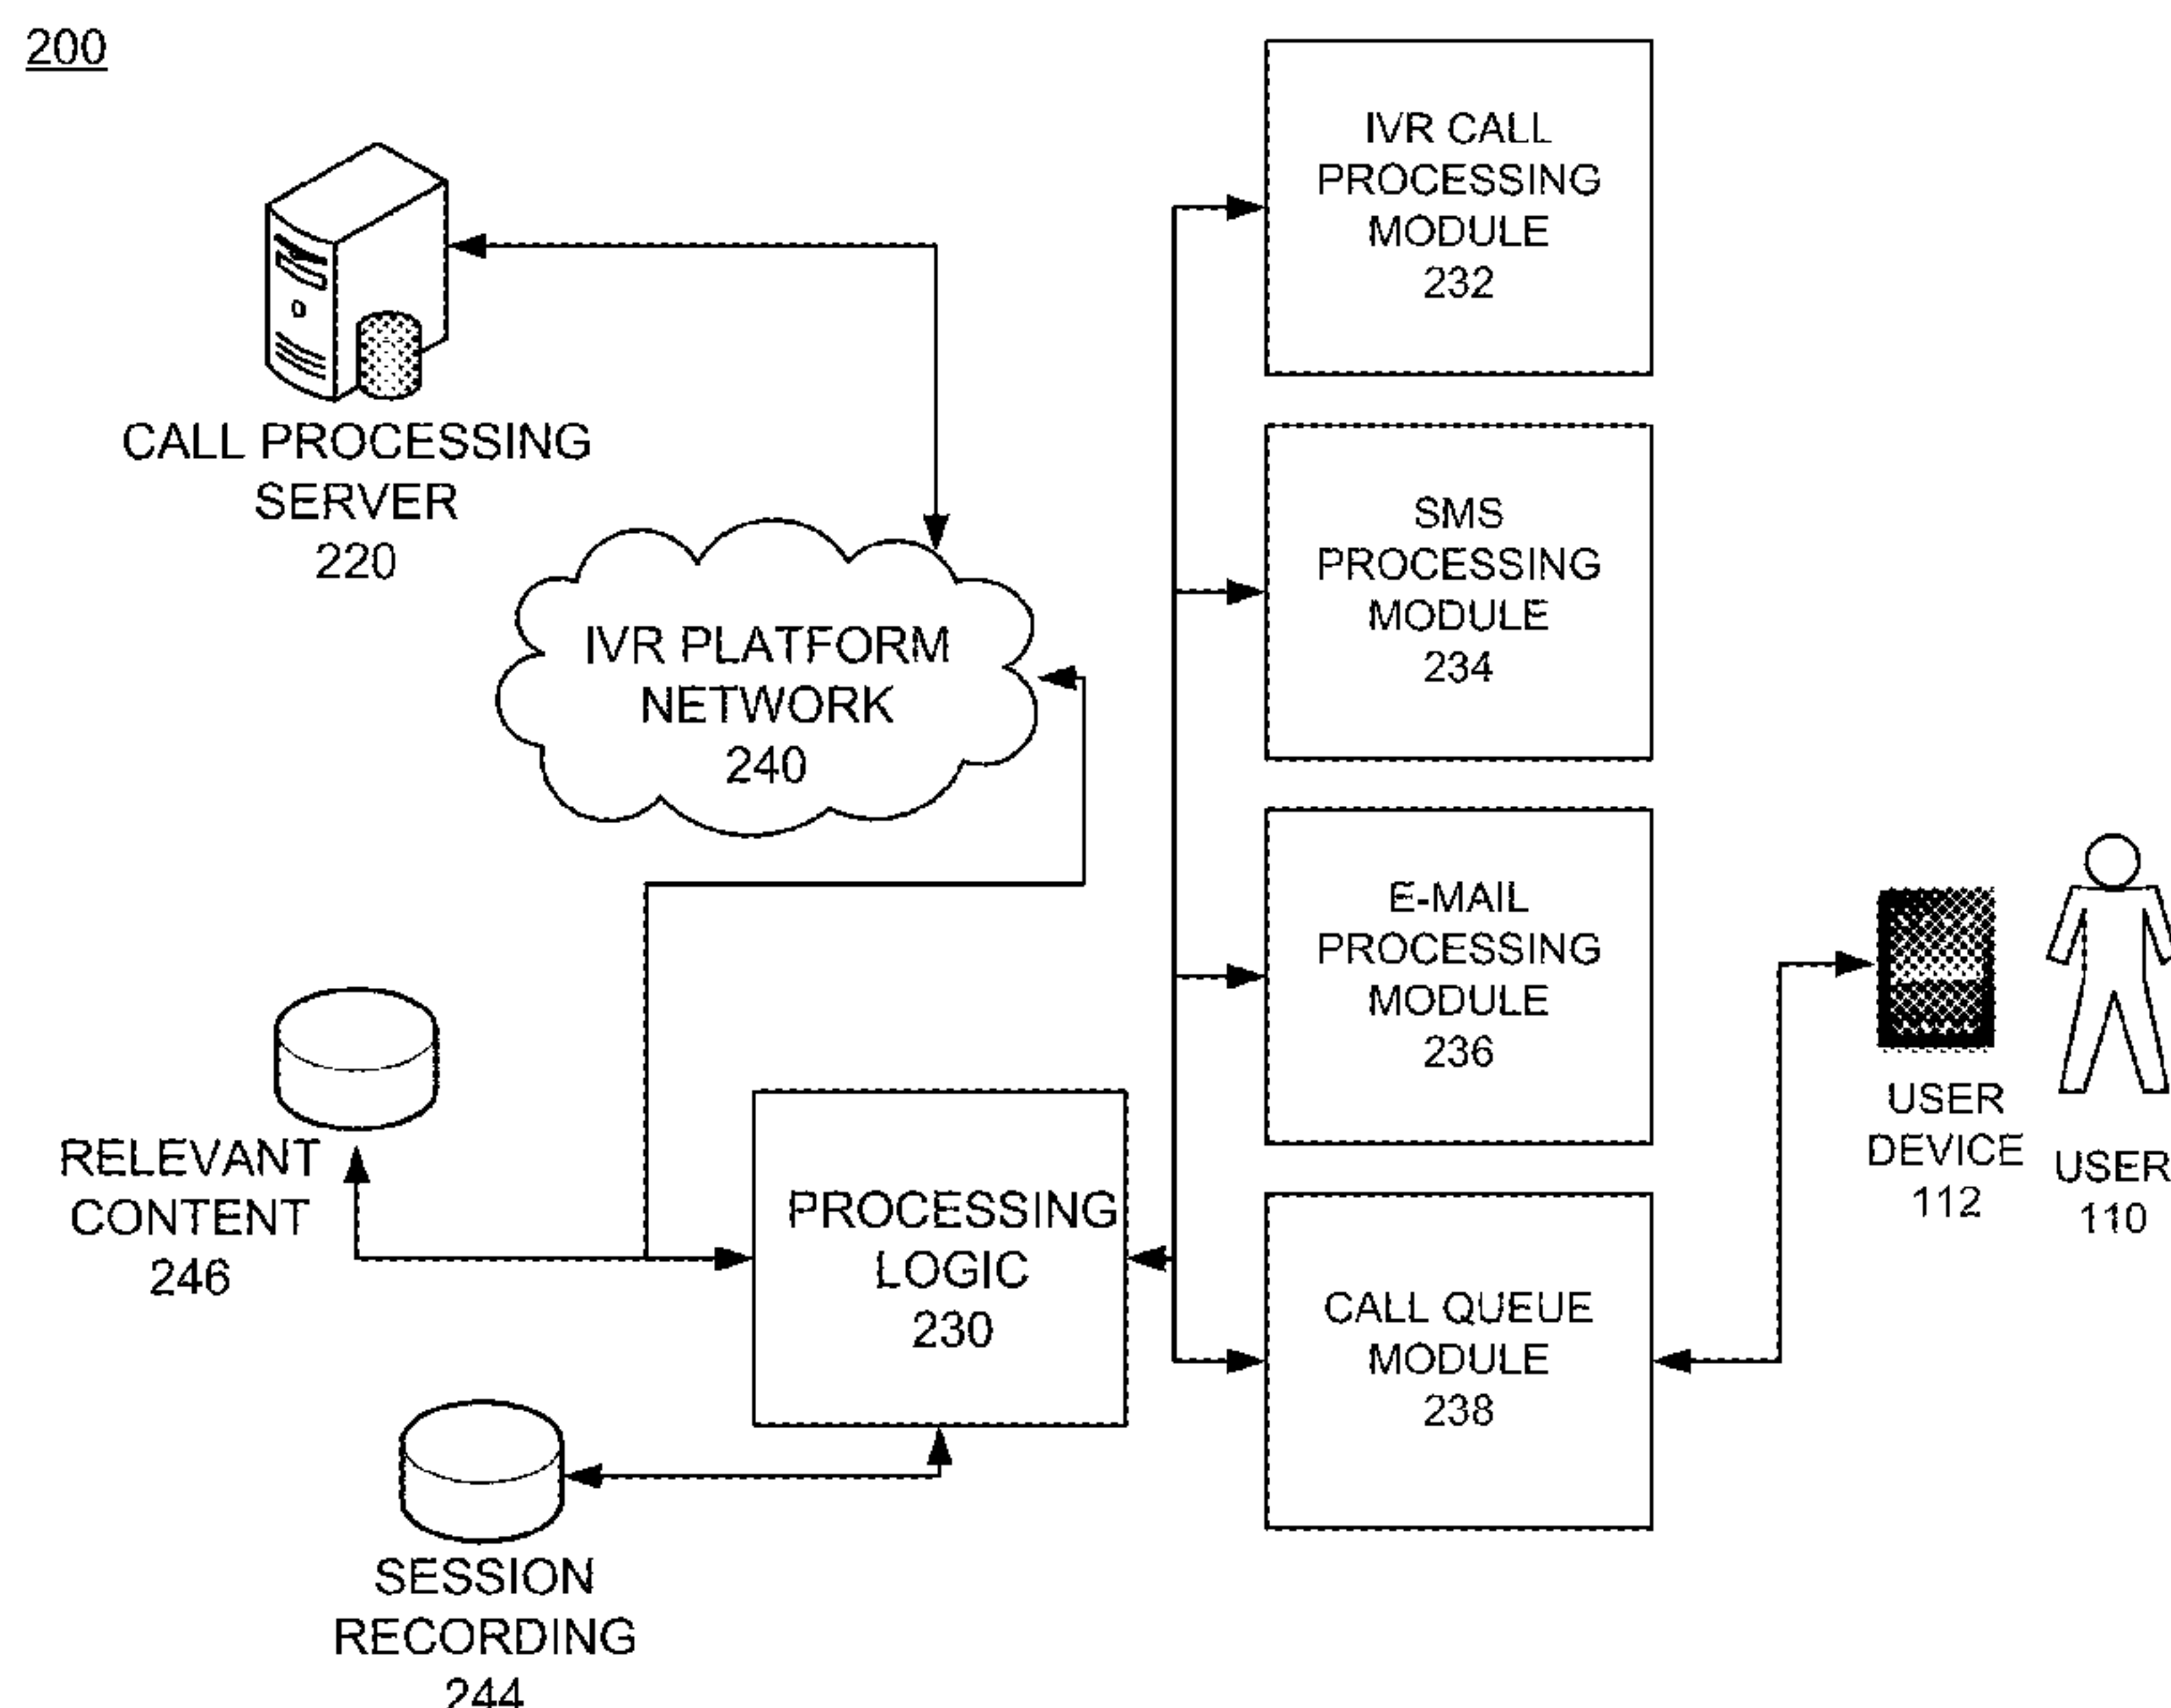 200
CALL PROCESSING
SERVER
220
IVR PLATFORM
NETWORK
240
RELEVANT
CONTENT
246
PROCESSING
LOGIC
230
SESSION
RECORDING
244
IVR CALL
PROCESSING
MODULE
232
SMS
PROCESSING
MODULE
234
E-MAIL
PROCESSING
MODULE
236
CALL QUEUE
MODULE
238
USER
DEVICE
112
USER
110